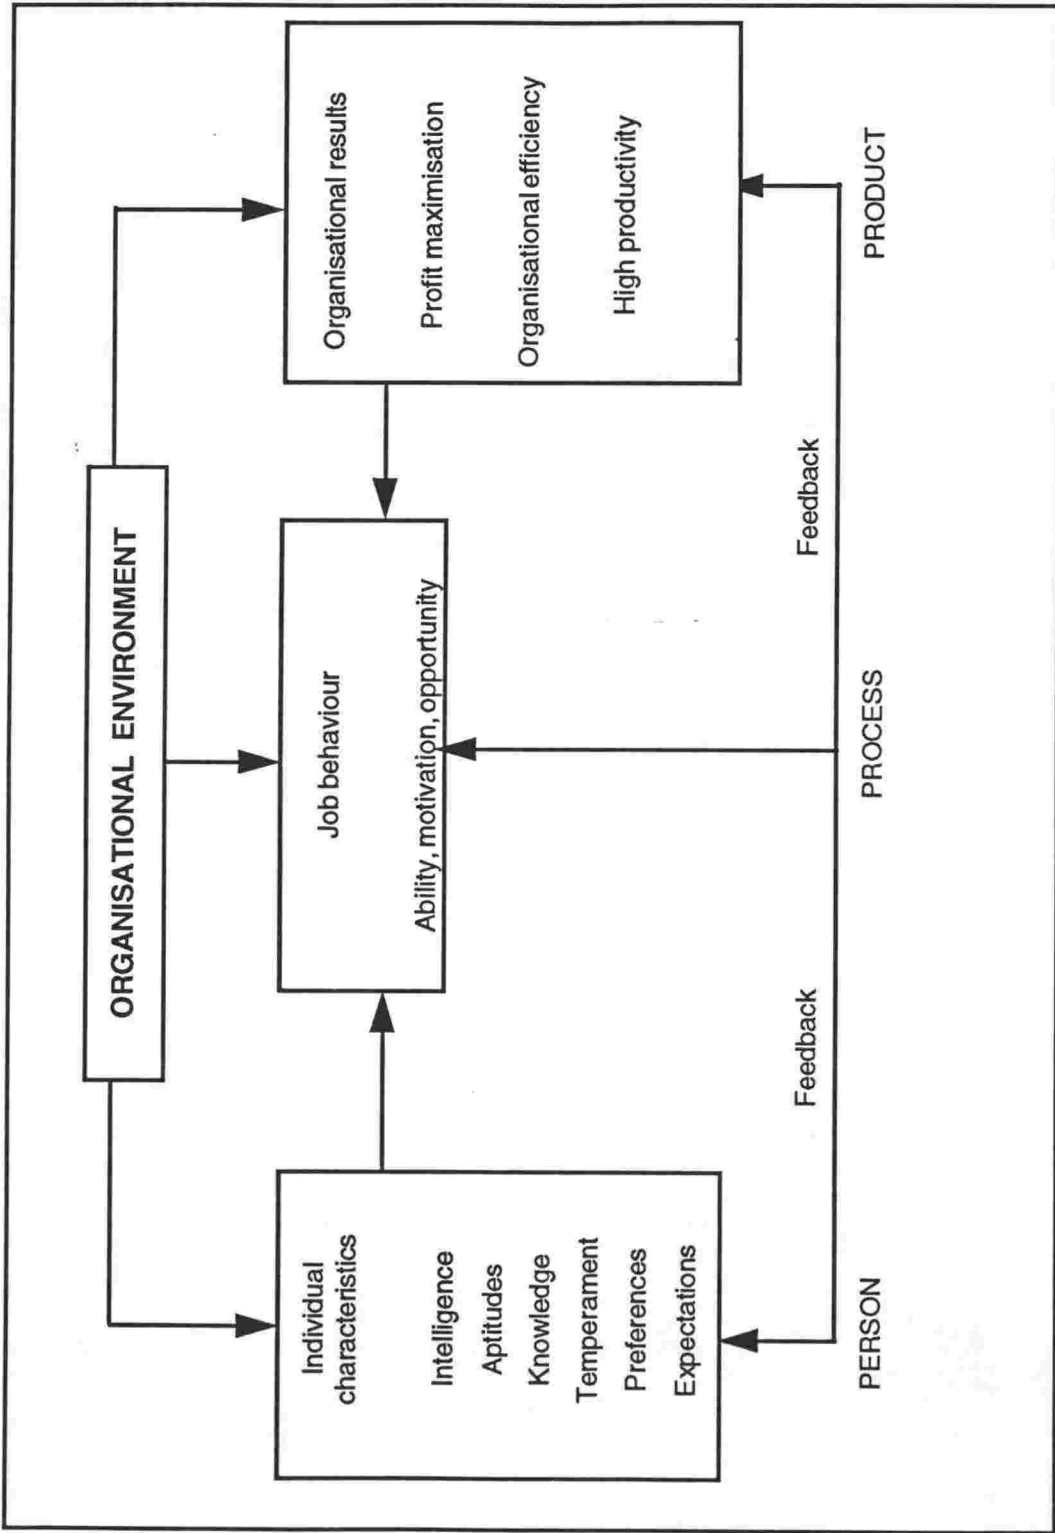 ORGANISATIONAL ENVIRONMENT
Individual
characteristics
Intelligence
Aptitudes
Knowledge
Temperament
Preferences
Expectations
Job behaviour
Ability, motivation, opportunity
Organisational results
Profit maximisation
Organisational efficiency
High productivity
Feedback
Feedback
PERSON
PROCESS
PRODUCT